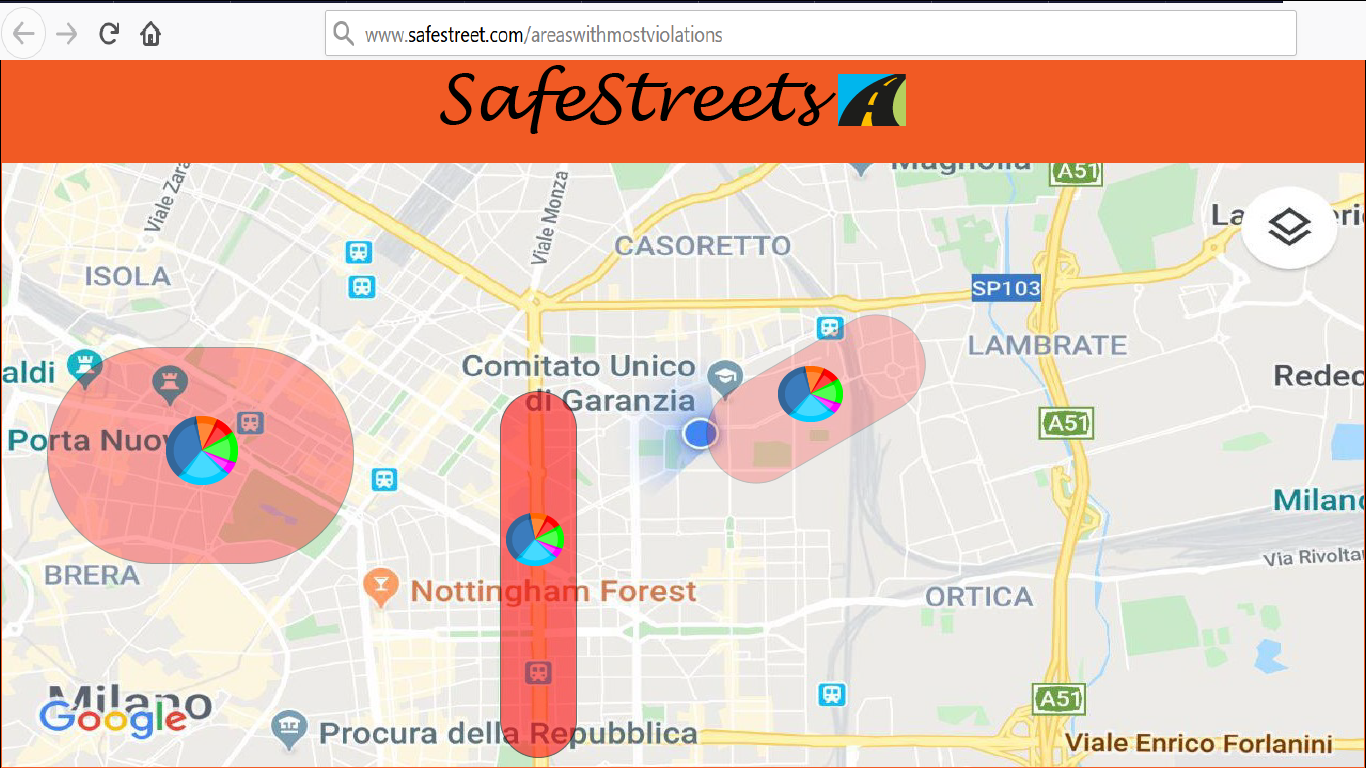 www.safestreet.com/areaswithmostviolations
SafeStreets
Magnolia
A51
Viale Zara
Viale Monza
CASORETTO
ISOLA
SP103
LAMBRATE
Comitato Unico
di Garanzia
aldi
Redec
A51
Porta Nuov
Milano
Via Rivoltan
BRERA
Nottingham Forest
ORTICA
Milano
Google
A51
Procura della Repubblica
Viale Enrico Forlanini